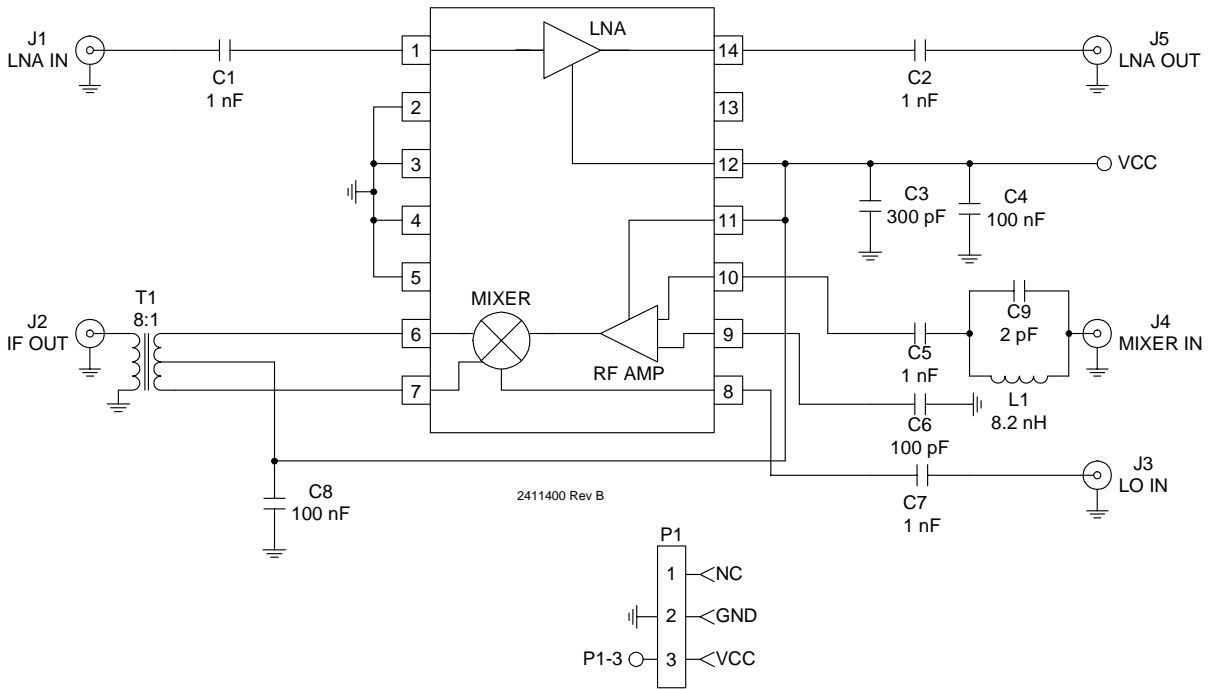 LNA
J1
LNA IN
C1
1 nF
1
14
C2
1 nF
J5
LNA OUT
2
13
3
12
VCC
C3
300 pF
C4
100 nF
4
11
5
10
T1
8:1
MIXER
C9
2 pF
J2
IF OUT
6
9
J4
MIXER IN
C5
1 nF
RF AMP
7
8
L1
8.2 nH
C6
100 pF
J3
LO IN
C7
1 nF
C8
100 nF
2411400 Rev B
P1
1
NC
2
GND
P1-3
3
VCC